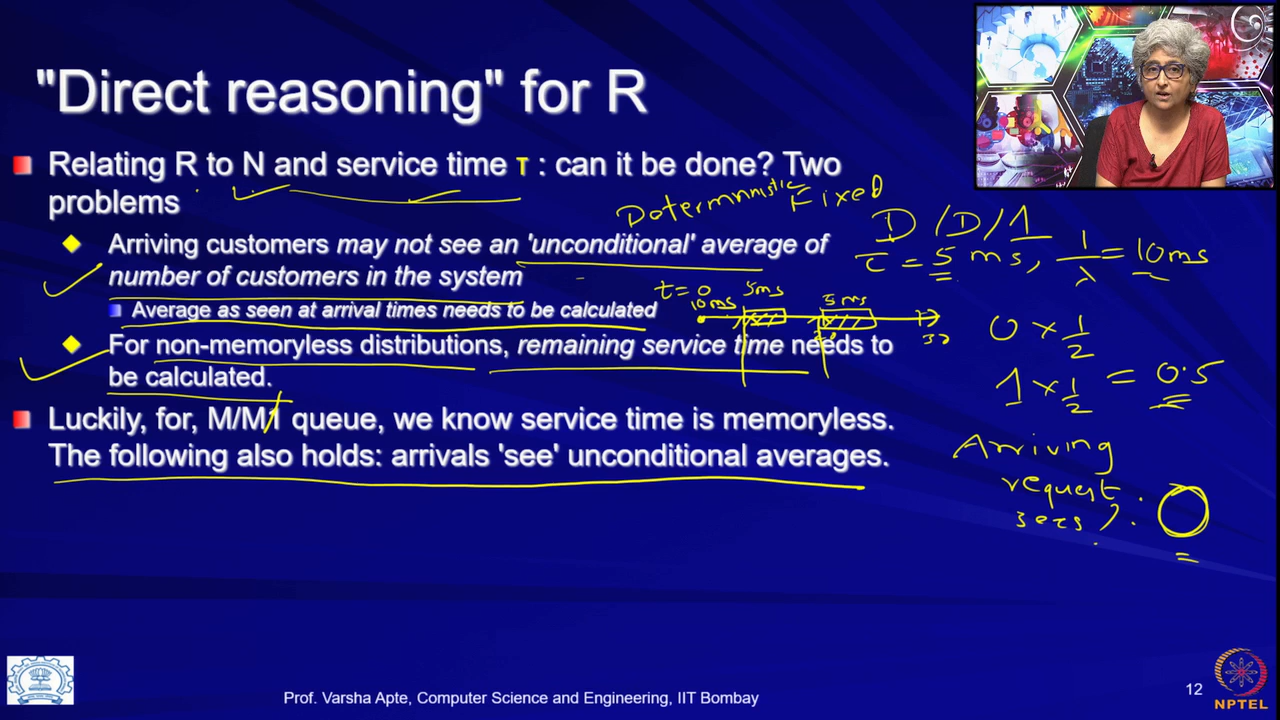 "Direct reasoning" for R
Relating R to N and service time τ : can it be done? Two
problems
Arriving customers may not see an 'unconditional' average of
number of customers in the system
Average as seen at arrival times needs to be calculated
For non-memoryless distributions, remaining service time needs to
be calculated.
Luckily, for, M/M/1 queue, we know service time is memoryless.
The following also holds: arrivals 'see' unconditional averages.
Determnistic Fixed
D/D/1
τ = 5 ms, 1/λ = 10ms
t=0
10ms 5ms 5ms
0 × 1/2
1 × 1/2 = 0.5
Arriving
request
sees
0
=
Prof. Varsha Apte, Computer Science and Engineering, IIT Bombay
12
NPTEL